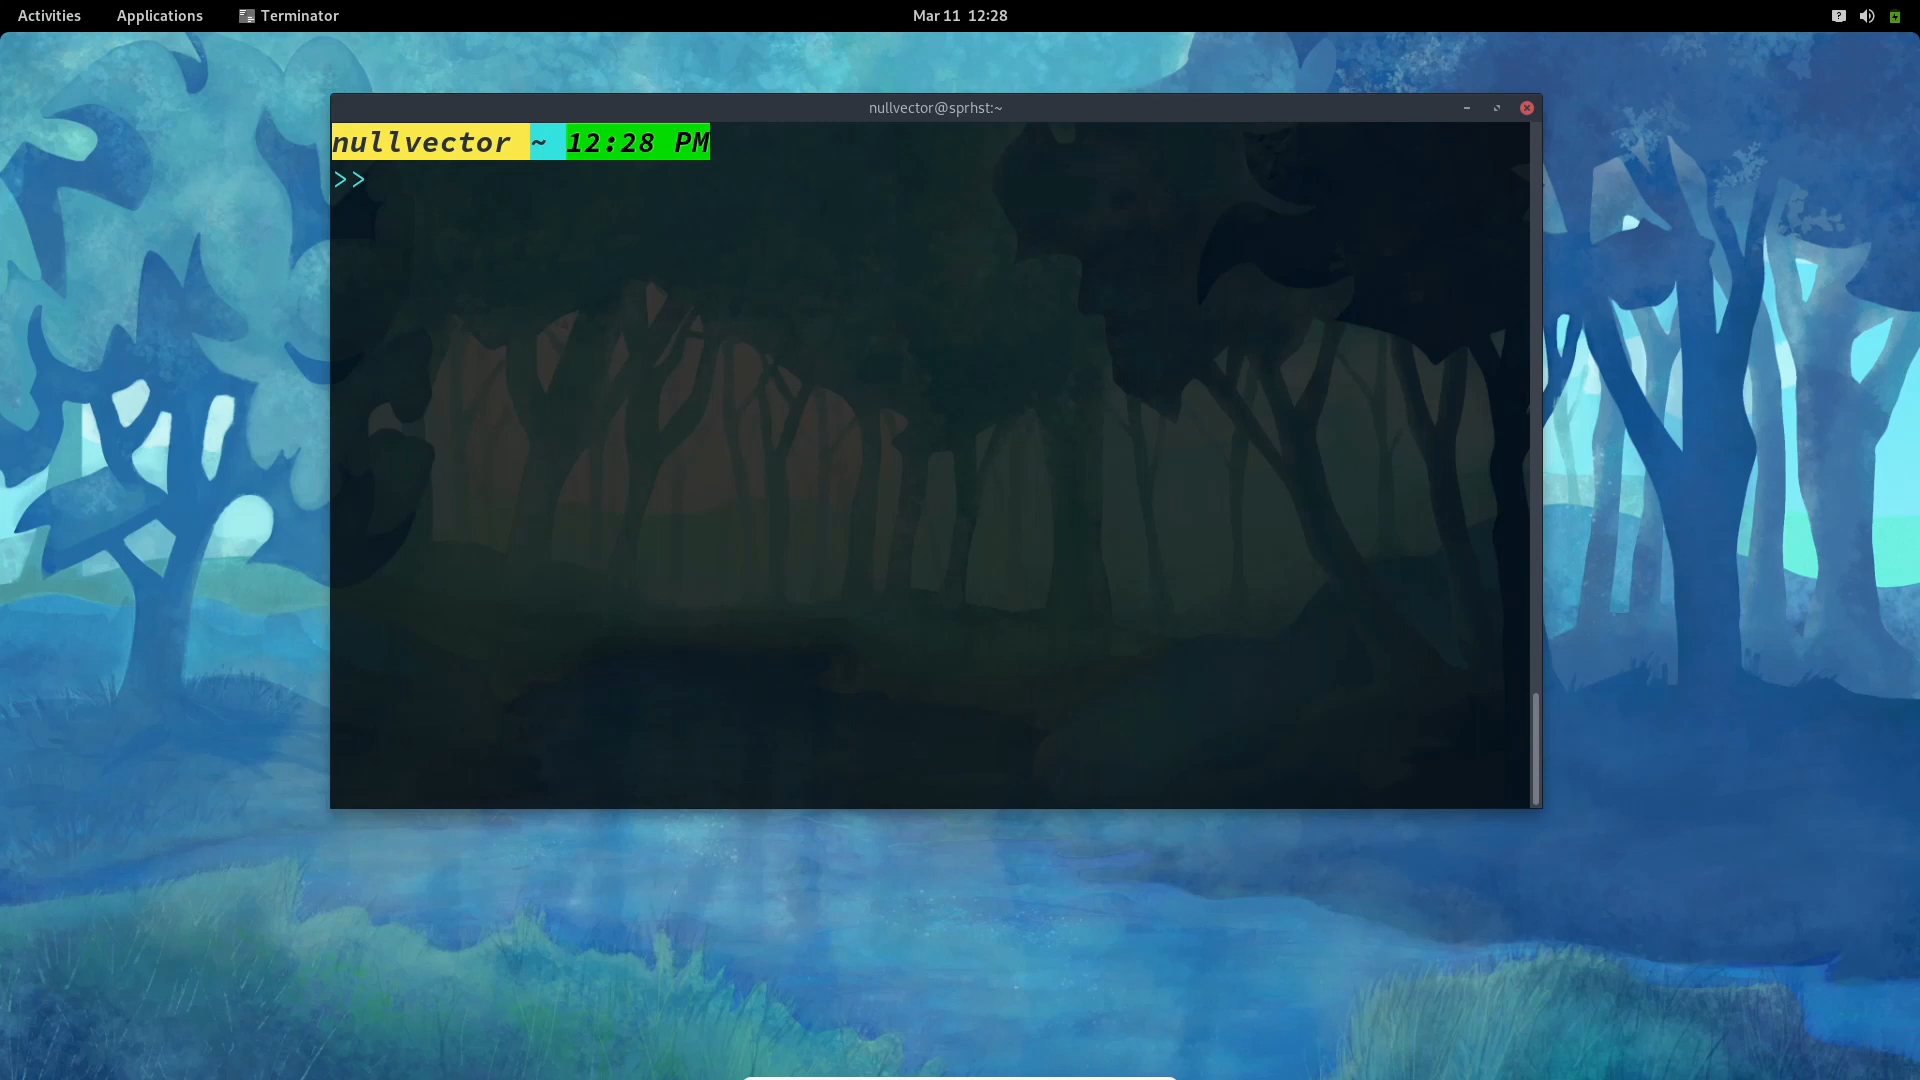 Activities Applications Terminator Mar 11 12:28
nullvector@sprhst:~
nullvector ~ 12:28 PM
>>